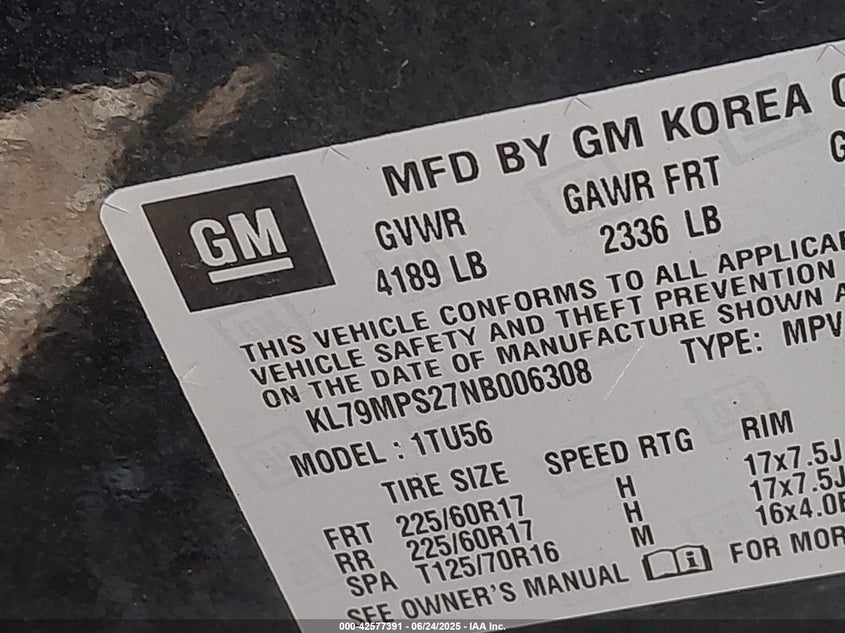 GM
MFD BY GM KOREA
GVWR GAWR FRT
4189 LB 2336 LB
THIS VEHICLE CONFORMS TO ALL
VEHICLE SAFETY AND THEFT PREVENTION
ON THE DATE OF MANUFACTURE SHOWN
KL79MPS27NB006308 TYPE: MPV
MODEL : 1TU56
TIRE SIZE SPEED RTG RIM
FRT 225/60R17 H 17x7.5J
RR 225/60R17 H 17x7.5J
SPA T125/70R16 M 16x4.0
SEE OWNER'S MANUAL FOR MOR
000-42577391 - 06/24/2025 - IAA Inc.